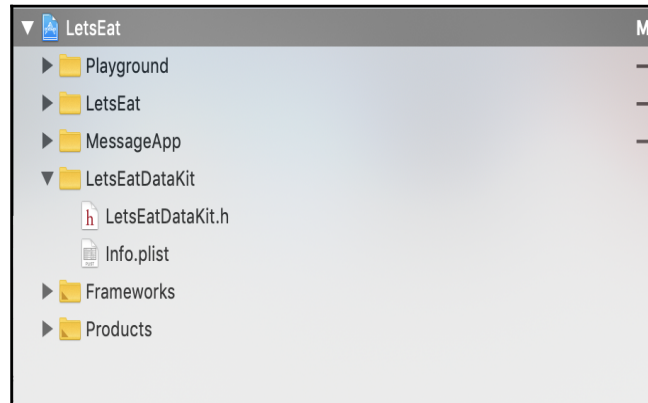 LetsEat M
Playground
LetsEat
MessageApp
LetsEatDataKit
h LetsEatDataKit.h
Info.plist
Frameworks
Products